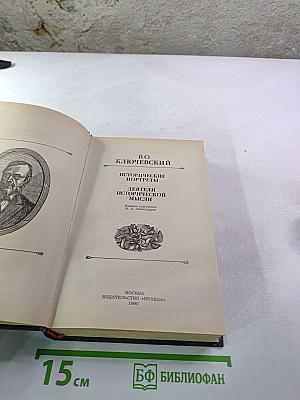 В.О.
КЛЮЧЕВСКИЙ
ИСТОРИЧЕСКИЕ
ПОРТРЕТЫ
ДЕЯТЕЛИ
ИСТОРИЧЕСКОЙ
МЫСЛИ
МОСКВА
ИЗДАТЕЛЬСТВО «ПРАВДА»
1990
15 см
БФ БИБЛИОФАН